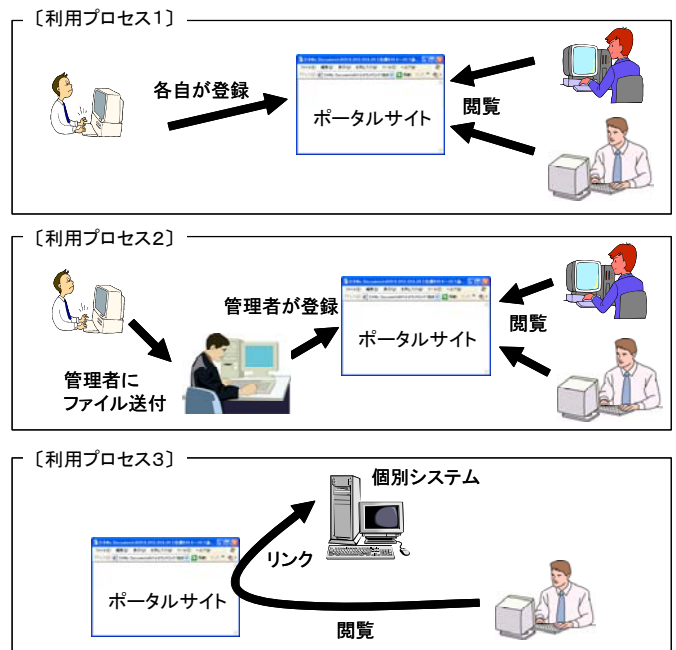 〔利用プロセス1〕
各自が登録
ポータルサイト
閲覧
〔利用プロセス2〕
管理者が登録
ポータルサイト
閲覧
管理者に
ファイル送付
〔利用プロセス3〕
個別システム
リンク
ポータルサイト
閲覧